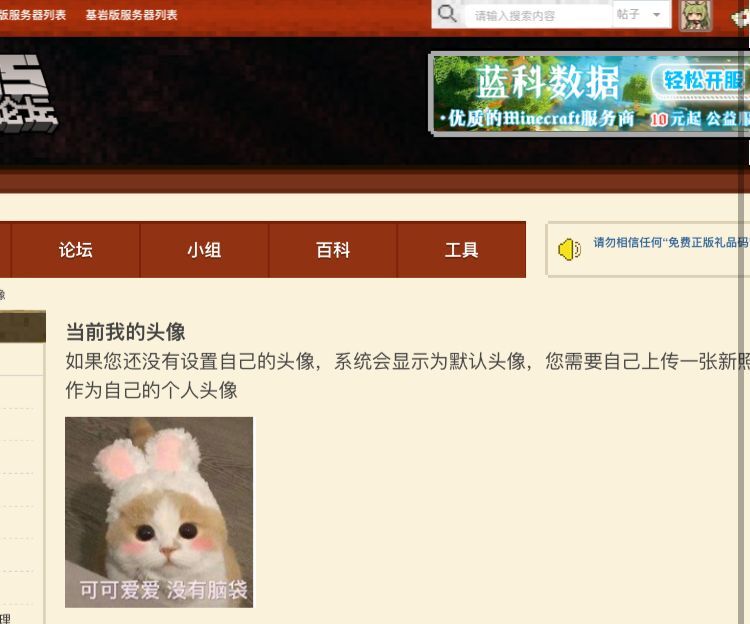 版服务器列表 基岩版服务器列表
请输入搜索内容 帖子
论坛
蓝科数据 轻松开服
·优质的Minecraft服务商 10元起 公益服
论坛 小组 百科 工具
请勿相信任何“免费正版礼品码
像
当前我的头像
如果您还没有设置自己的头像，系统会显示为默认头像，您需要自己上传一张新照
作为自己的个人头像
可可爱爱 没有脑袋
理